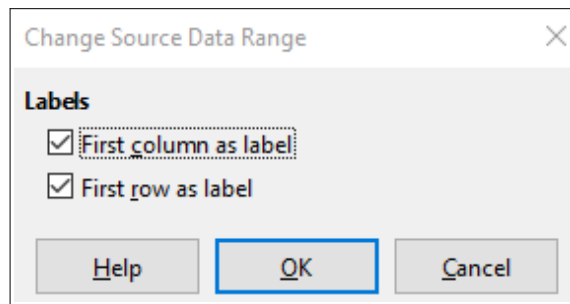 Change Source Data Range
Labels
First column as label
First row as label
Help OK Cancel